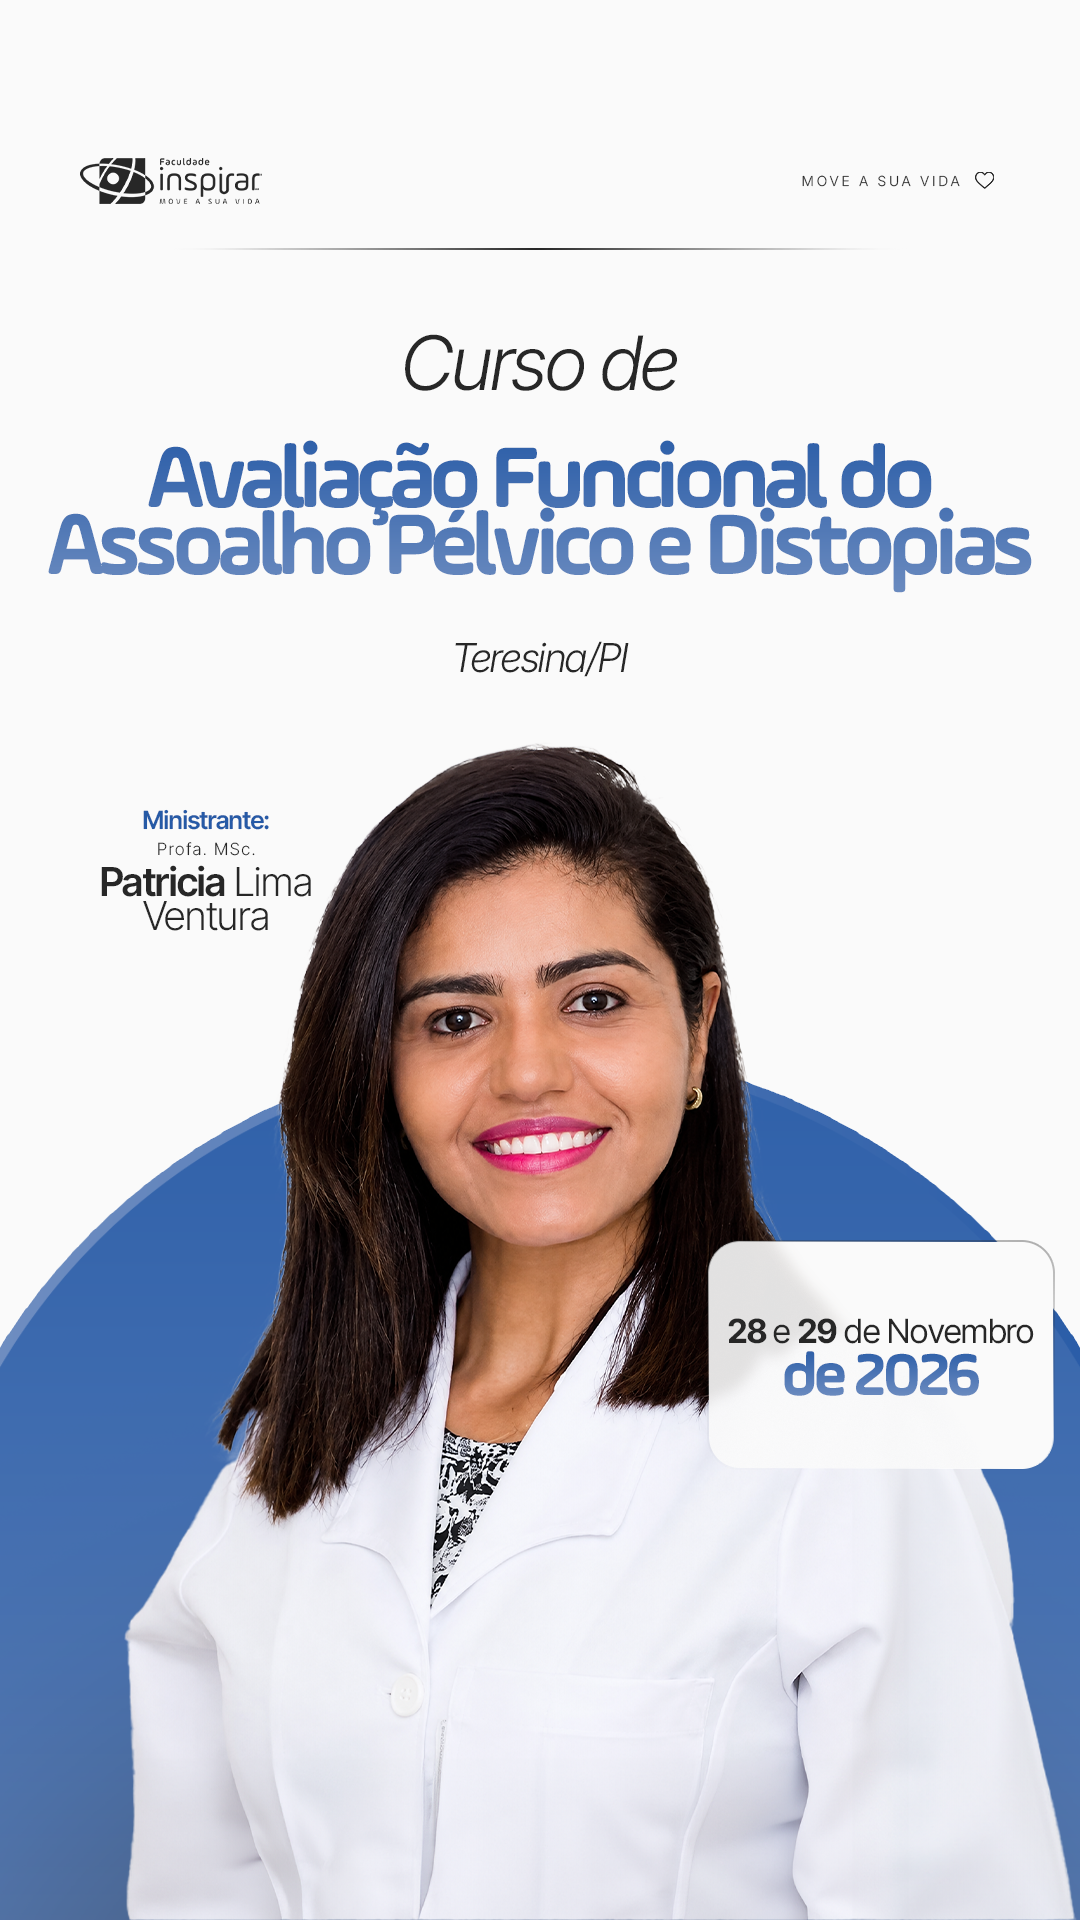 Faculdade
inspirar
MOVE A SUA VIDA
MOVE A SUA VIDA
Curso de
Avaliação Funcional do
Assoalho Pélvico e Distopias
Teresina/PI
Ministrante:
Profa. MSc.
Patricia Lima
Ventura
28 e 29 de Novembro
de 2026